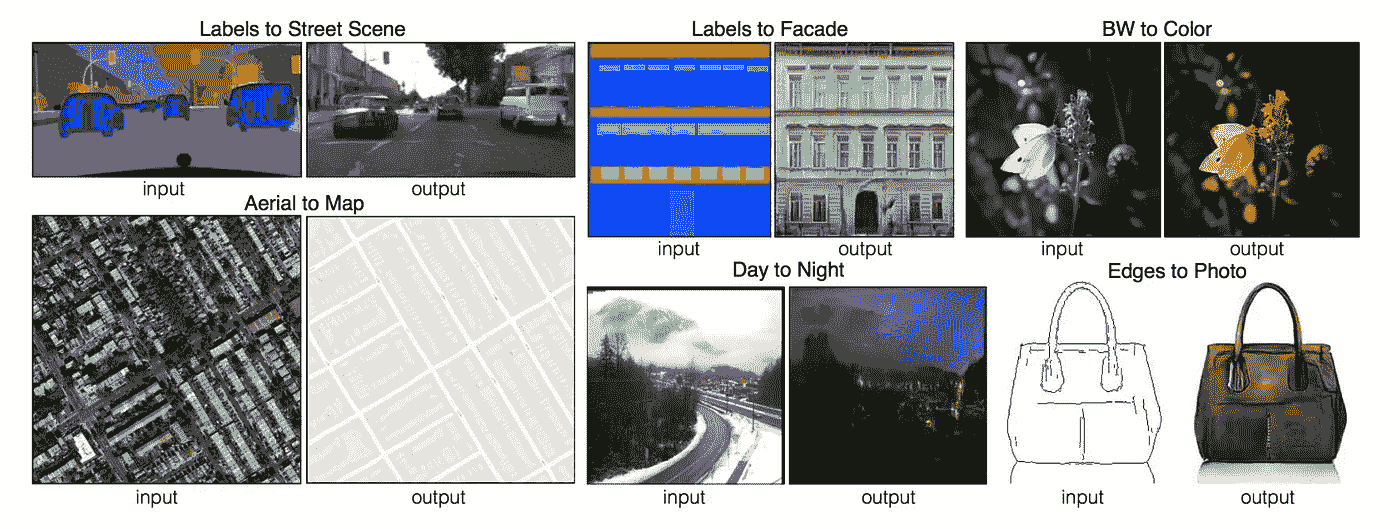 Labels to Street Scene
input
output
Aerial to Map
input
output
Labels to Facade
input
output
BW to Color
input
output
Day to Night
input
output
Edges to Photo
input
output